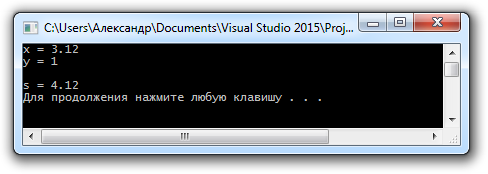 C:\Users\Александр\Documents\Visual Studio 2015\Proj...
x = 3.12
y = 1
s = 4.12
Для продолжения нажмите любую клавишу . . .